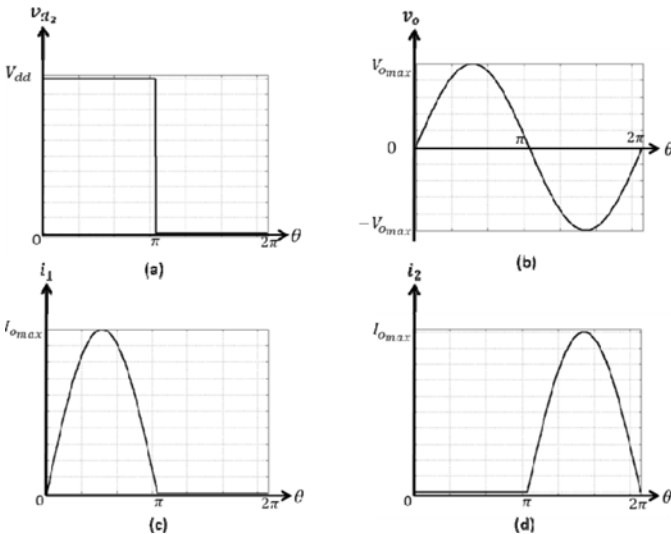 v_{d_2}
V_{dd}
0 π 2π θ
(a)
v_o
V_{o_{max}}
0
-V_{o_{max}}
π 2π θ
(b)
i_1
I_{o_{max}}
0 π 2π θ
(c)
i_2
I_{o_{max}}
0 π 2π θ
(d)